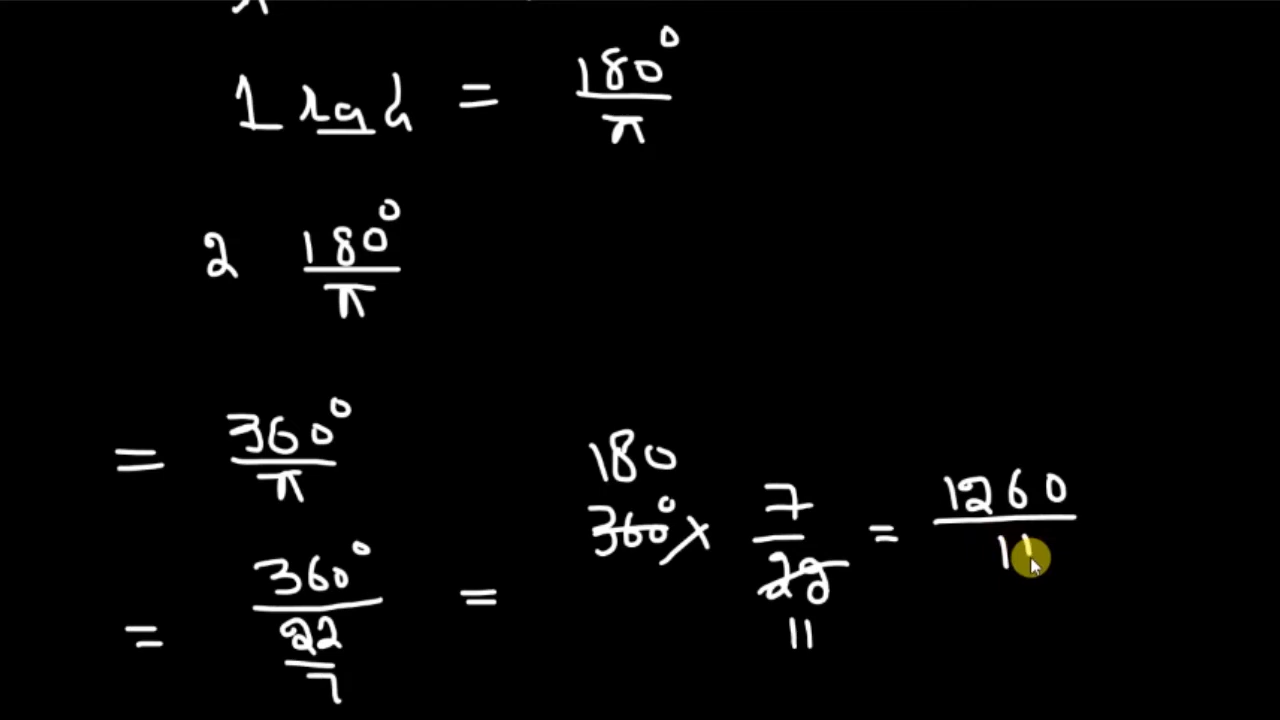 1 rad = 180° / π
2 180° / π
= 360° / π
180
360° × 7 / 22 = 1260 / 11
11
= 360° / 22 / 7 =